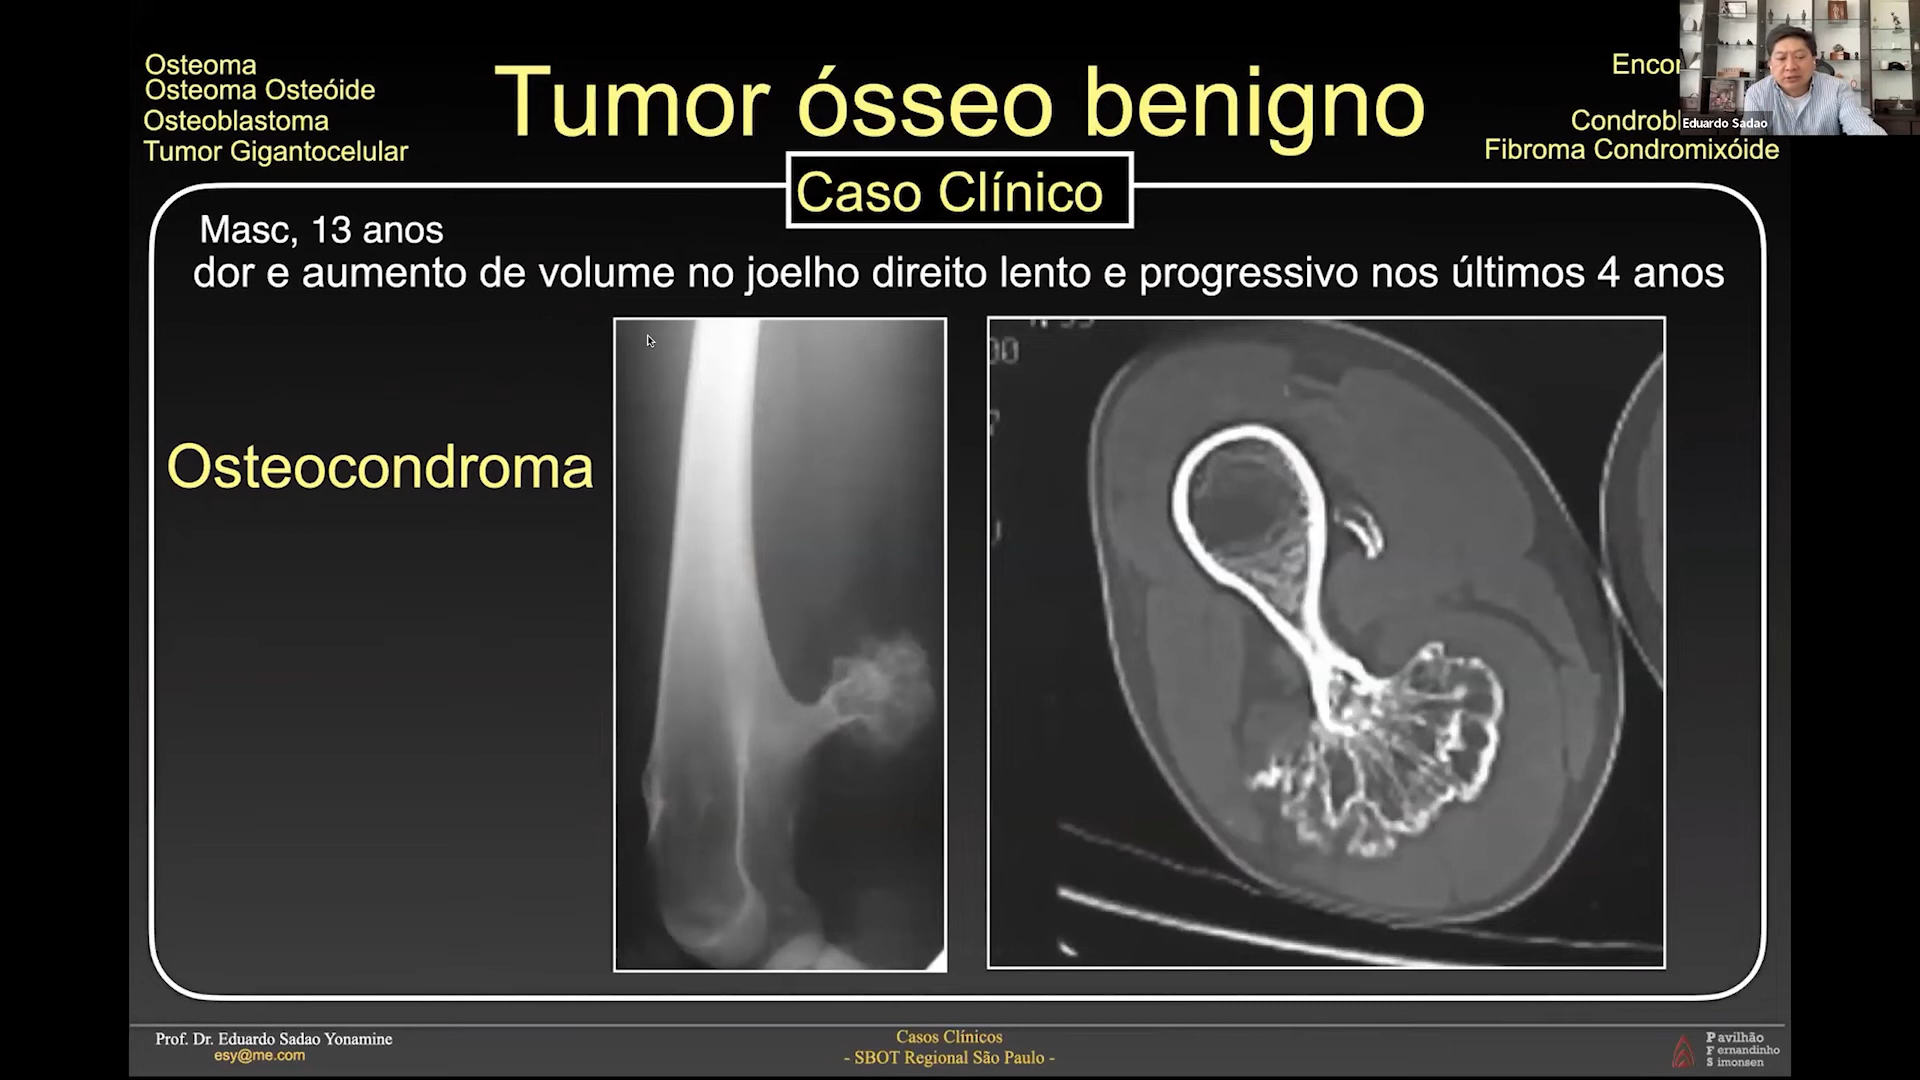 Osteoma
Osteoma Osteóide
Osteoblastoma
Tumor Gigantocelular
Tumor ósseo benigno
Eduardo Sadao
Fibroma Condromixóide
Caso Clínico
Masc, 13 anos
dor e aumento de volume no joelho direito lento e progressivo nos últimos 4 anos
Osteocondroma
Prof. Dr. Eduardo Sadao Yonamine
esy@me.com
Casos Clínicos
- SBOT Regional São Paulo -
Pavilhão
Fernandinho
Simonsen